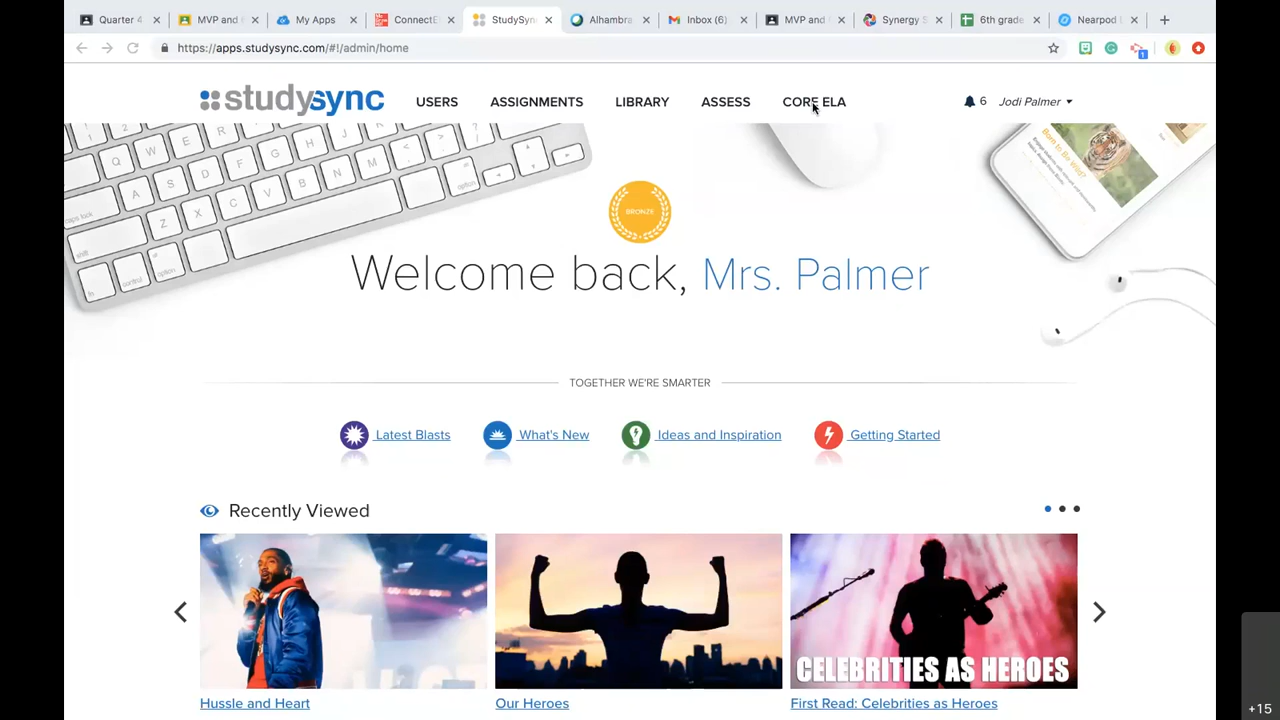 Quarter 4
MVP and
My Apps
ConnectE
StudySyn
Alhambra
Inbox (6)
MVP and
Synergy S
6th grade
Nearpod
https://apps.studysync.com/#!/admin/home
1
studysync
USERS
ASSIGNMENTS
LIBRARY
ASSESS
CORE ELA
6
Jodi Palmer
BRONZE
Welcome back, Mrs. Palmer
TOGETHER WE'RE SMARTER
Latest Blasts
What's New
Ideas and Inspiration
Getting Started
Recently Viewed
CELEBRITIES AS HEROES
Hussle and Heart
Our Heroes
First Read: Celebrities as Heroes
+15